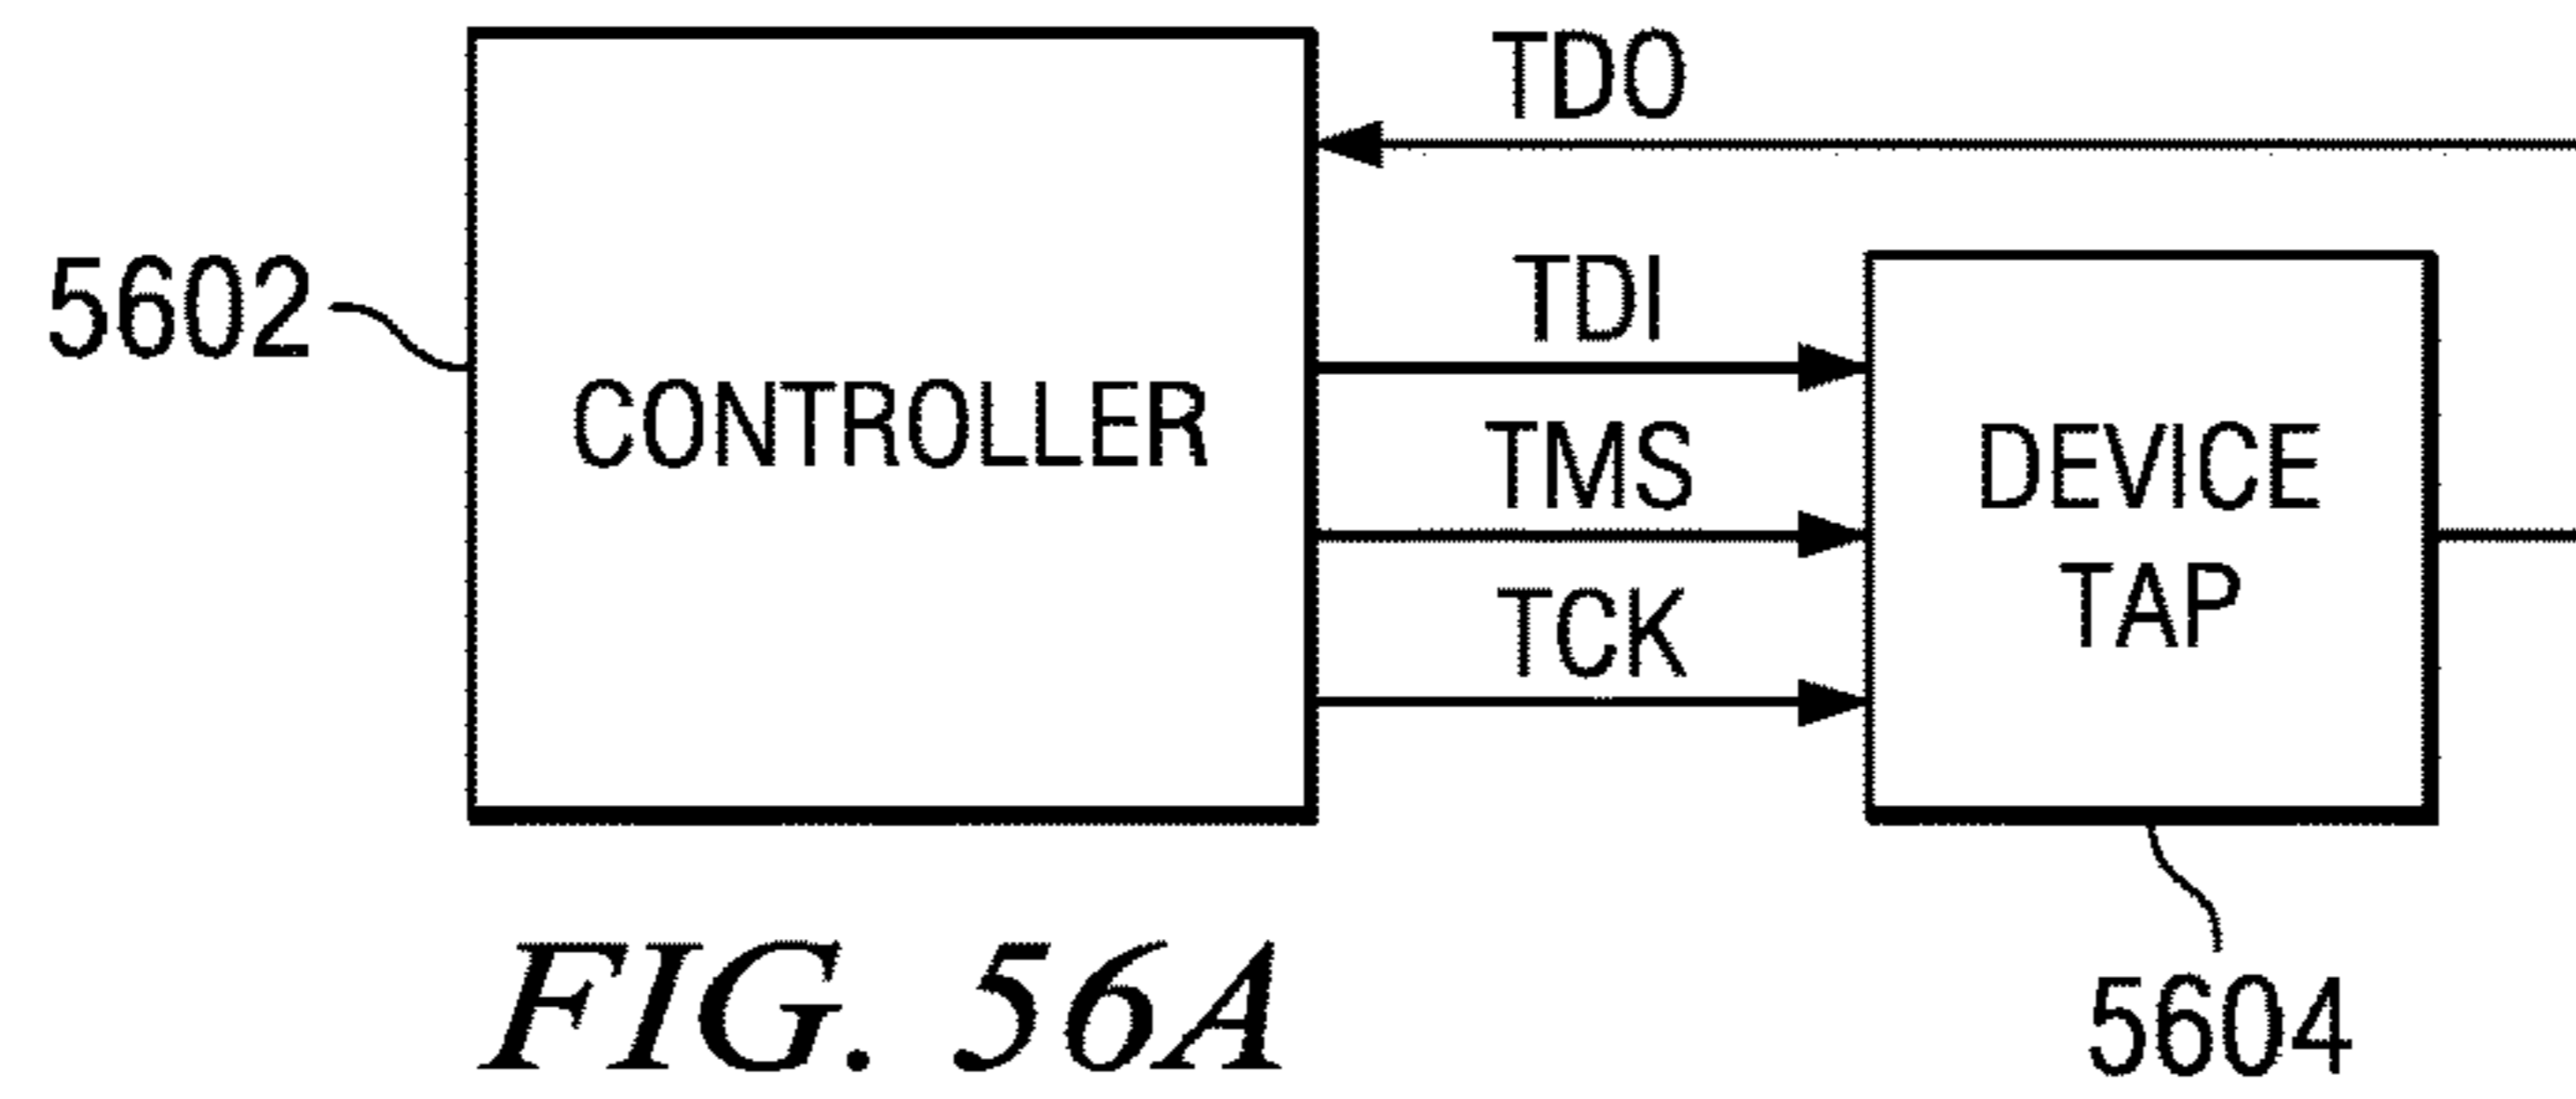 TDO
5602
CONTROLLER
TDI
TMS
TCK
DEVICE
TAP
FIG. 56A
5604